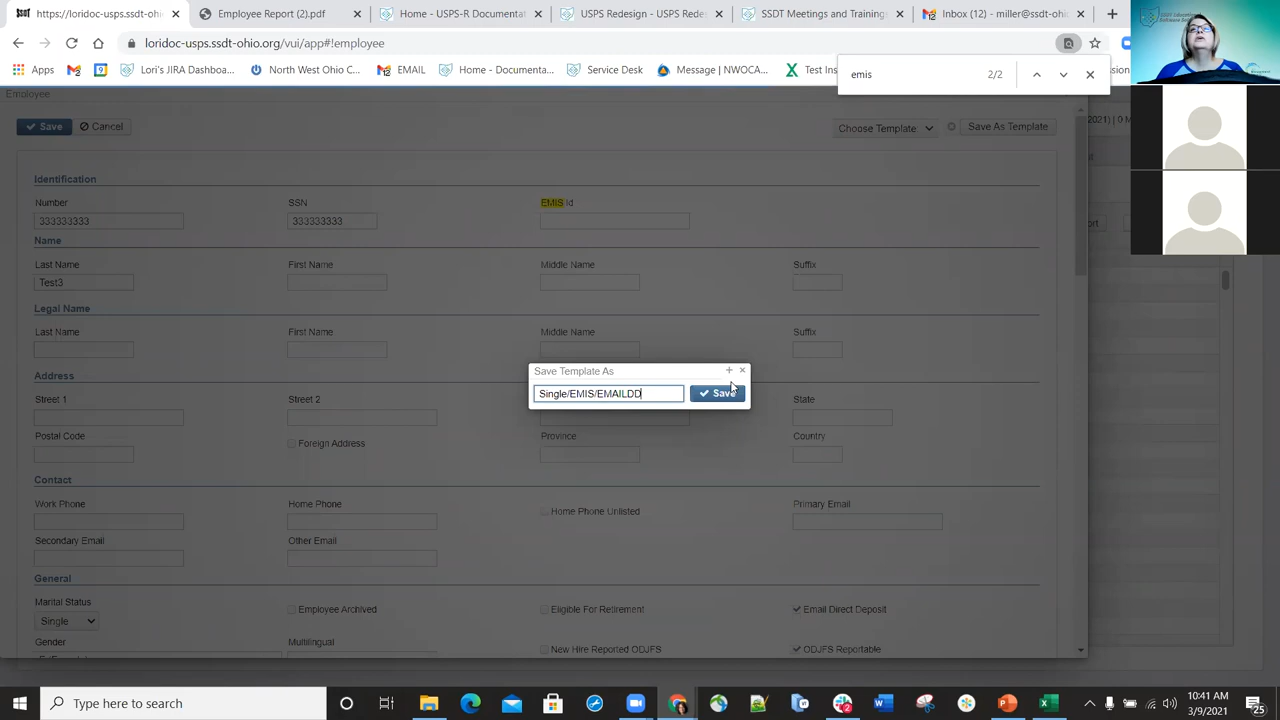 https://loridoc-usps.ssdt-ohio.org
Employee Report (2).pdf
Home - USPS-R Documentat
USPS Redesign - USPS Redesign
SSDT Meetings and Trainings
Inbox (12) - miller@ssdt-oh
loridoc-usps.ssdt-ohio.org/vui/app#!employee
Apps
Lori's JIRA Dashboa...
North West Ohio C...
EMAIL
Home - Documenta...
Service Desk
Message | NWOCA...
Test Ins
emis
2/2
Employee
Save
Cancel
Choose Template:
Save As Template
Identification
Number
SSN
EMIS Id
333333333
333333333
Name
Last Name
First Name
Middle Name
Suffix
Test3
Legal Name
Last Name
First Name
Middle Name
Suffix
Save Template As
Single/EMIS/EMAILDD
Save
Address
Street 1
Street 2
State
Postal Code
Foreign Address
Province
Country
Contact
Work Phone
Home Phone
Home Phone Unlisted
Primary Email
Secondary Email
Other Email
General
Marital Status
Employee Archived
Eligible For Retirement
Email Direct Deposit
Single
Gender
Multilingual
New Hire Reported ODJFS
ODJFS Reportable
Type here to search
10:41 AM
3/9/2021
25